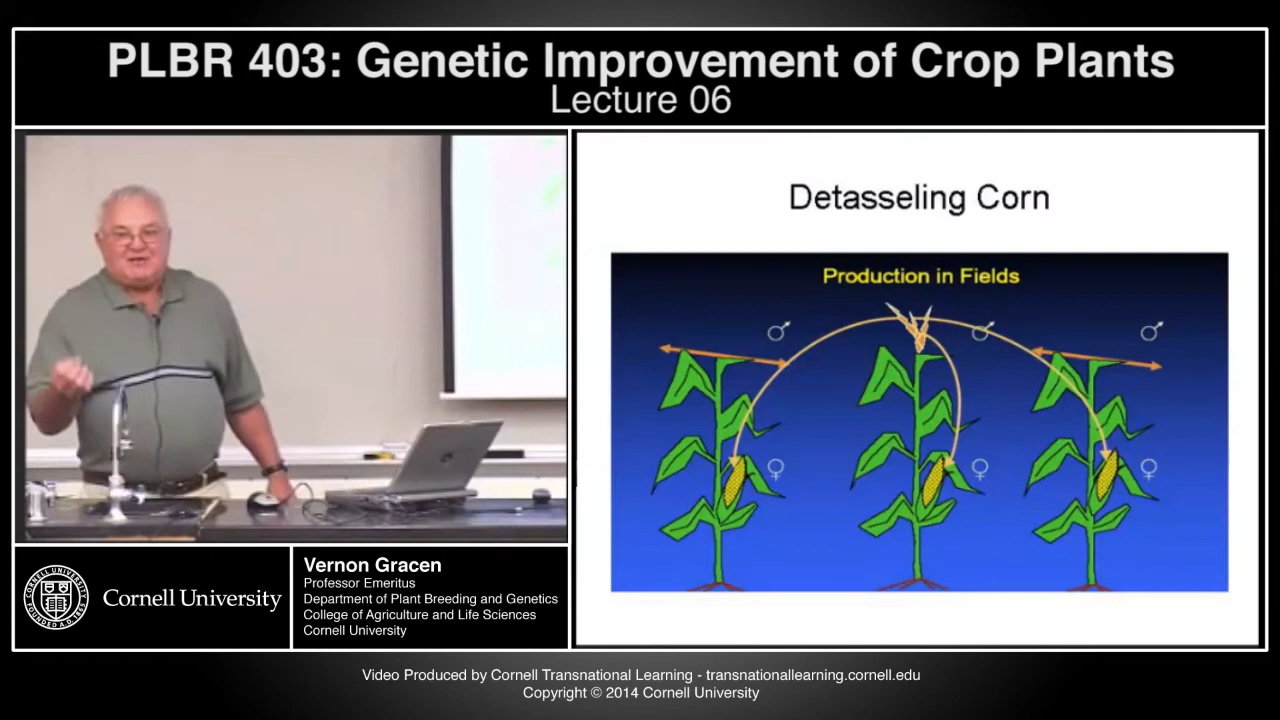 PLBR 403: Genetic Improvement of Crop Plants
Lecture 06
Detasseling Corn
Production in Fields
♂ ♂ ♂
♀ ♀ ♀
Cornell University
Vernon Gracen
Professor Emeritus
Department of Plant Breeding and Genetics
College of Agriculture and Life Sciences
Cornell University
Video Produced by Cornell Transnational Learning - transnationallearning.cornell.edu
Copyright © 2014 Cornell University